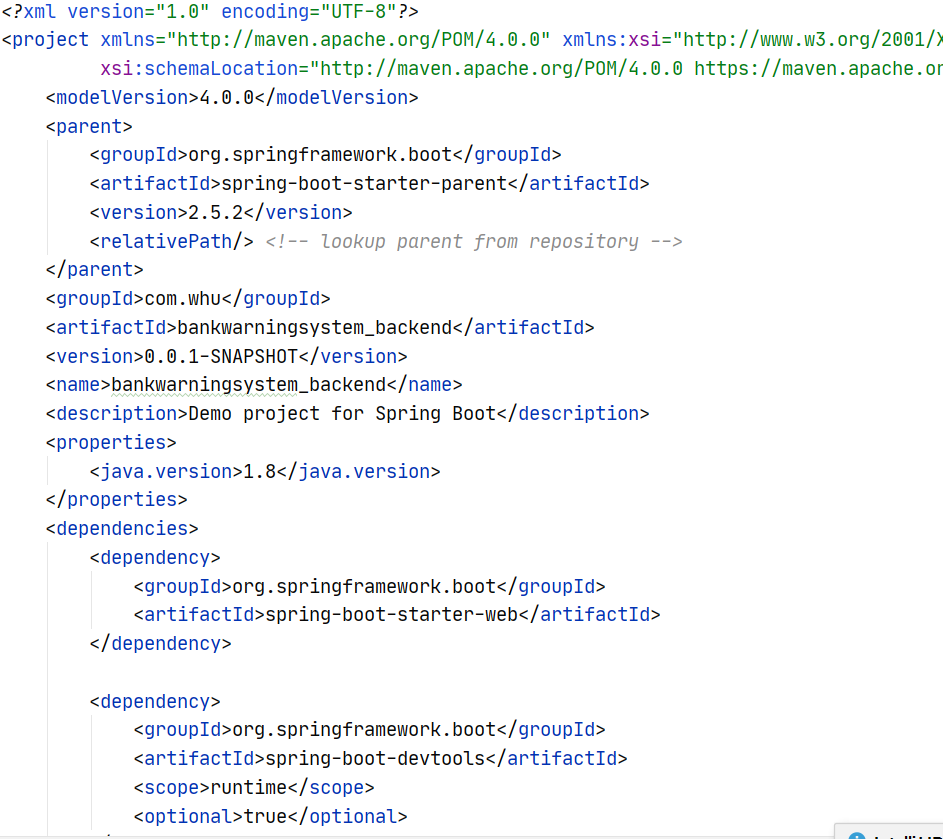 <?xml version="1.0" encoding="UTF-8"?>
<project xmlns="http://maven.apache.org/POM/4.0.0" xmlns:xsi="http://www.w3.org/2001/X
xsi:schemaLocation="http://maven.apache.org/POM/4.0.0 https://maven.apache.or
<modelVersion>4.0.0</modelVersion>
<parent>
<groupId>org.springframework.boot</groupId>
<artifactId>spring-boot-starter-parent</artifactId>
<version>2.5.2</version>
<relativePath/> <!-- lookup parent from repository -->
</parent>
<groupId>com.whu</groupId>
<artifactId>bankwarningsystem_backend</artifactId>
<version>0.0.1-SNAPSHOT</version>
<name>bankwarningsystem_backend</name>
<description>Demo project for Spring Boot</description>
<properties>
<java.version>1.8</java.version>
</properties>
<dependencies>
<dependency>
<groupId>org.springframework.boot</groupId>
<artifactId>spring-boot-starter-web</artifactId>
</dependency>
<dependency>
<groupId>org.springframework.boot</groupId>
<artifactId>spring-boot-devtools</artifactId>
<scope>runtime</scope>
<optional>true</optional>